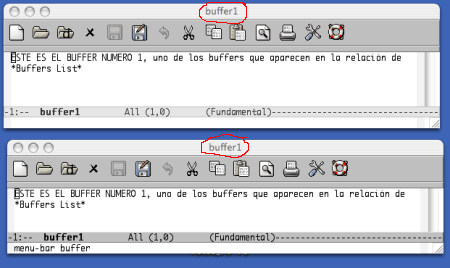 buffer1
ESTE ES EL BUFFER NUMERO 1, uno de los buffers que aparecen en la relación de
*Buffers List*
-1:-- buffer1 All (1,0) (Fundamental)
buffer1
ESTE ES EL BUFFER NUMERO 1, uno de los buffers que aparecen en la relación de
*Buffers List*
-1:-- buffer1 All (1,0) (Fundamental)
menu-bar buffer